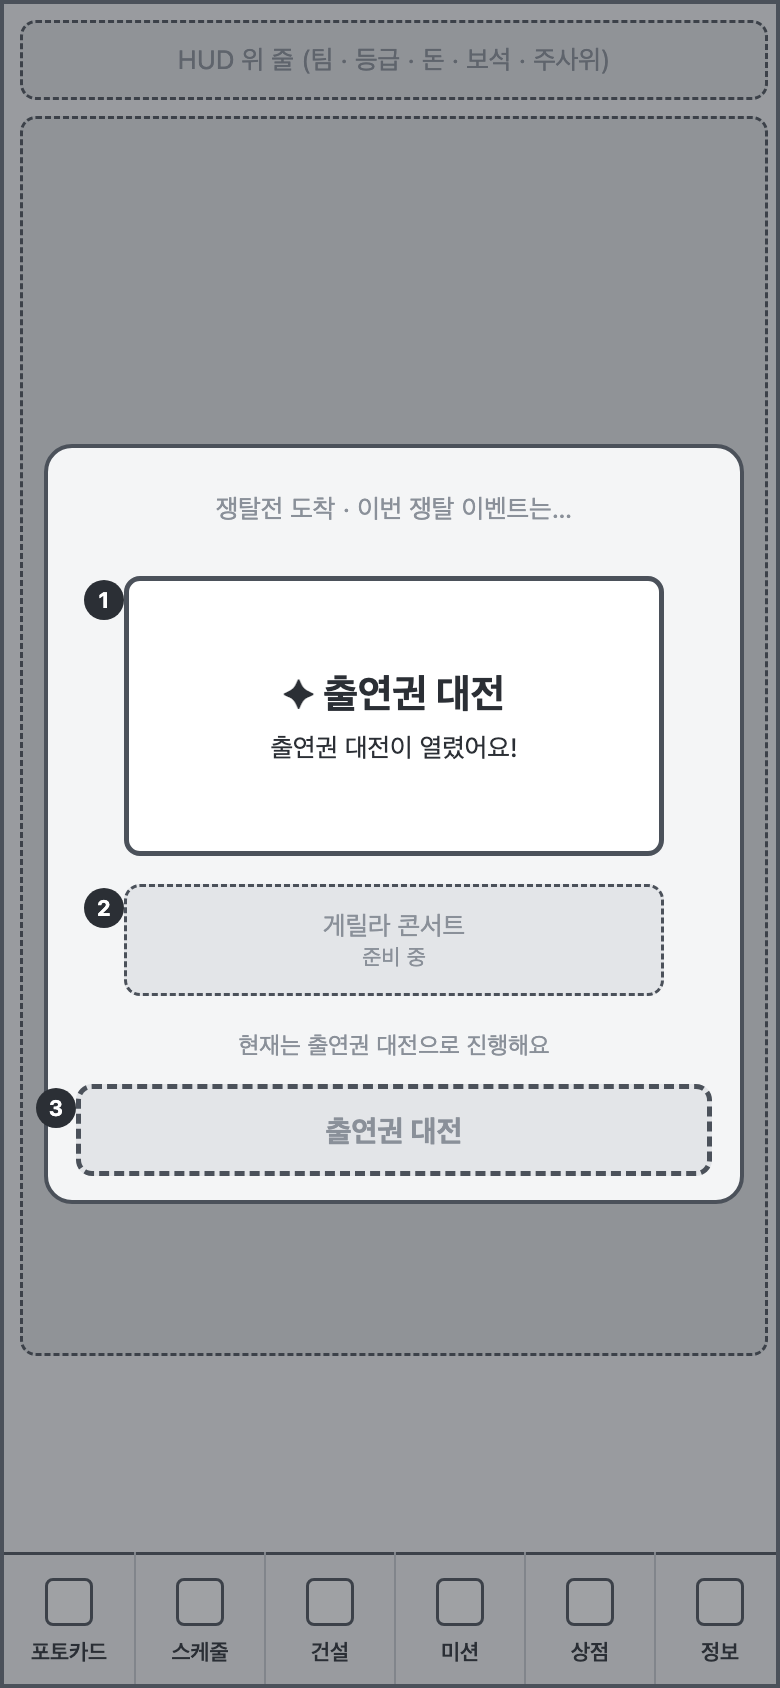 HUD 위 줄 (팀 · 등급 · 돈 · 보석 · 주사위)
쟁탈전 도착 · 이번 쟁탈 이벤트는...
1
✦ 출연권 대전
출연권 대전이 열렸어요!
2
게릴라 콘서트
준비 중
현재는 출연권 대전으로 진행해요
3
출연권 대전
포토카드
스케줄
건설
미션
상점
정보